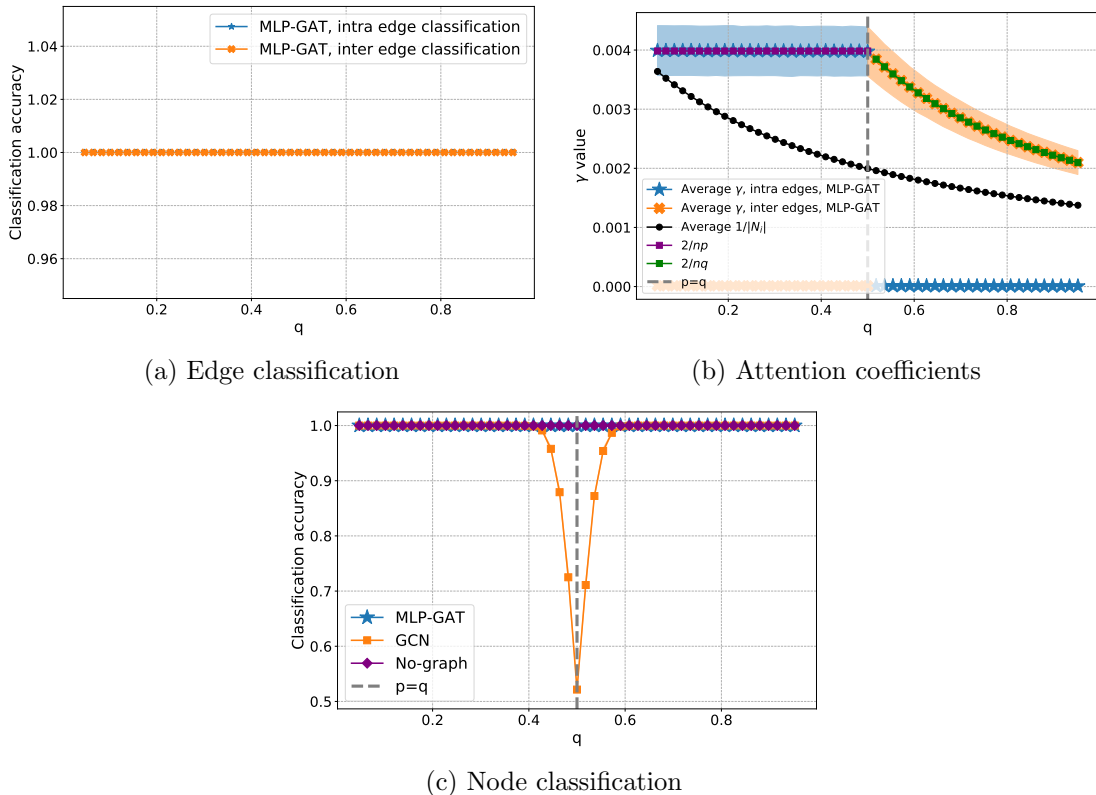 1.04
1.02
1.00
0.98
0.96
Classification accuracy
MLP-GAT, intra edge classification
MLP-GAT, inter edge classification
0.2
0.4
0.6
0.8
q
(a) Edge classification
0.004
0.003
0.002
0.001
0.000
γ value
Average γ, intra edges, MLP-GAT
Average γ, inter edges, MLP-GAT
Average 1/|Nᵢ|
2/np
2/nq
p=q
0.2
0.4
0.6
0.8
q
(b) Attention coefficients
1.0
0.9
0.8
0.7
0.6
0.5
Classification accuracy
MLP-GAT
GCN
No-graph
p=q
0.2
0.4
0.6
0.8
q
(c) Node classification